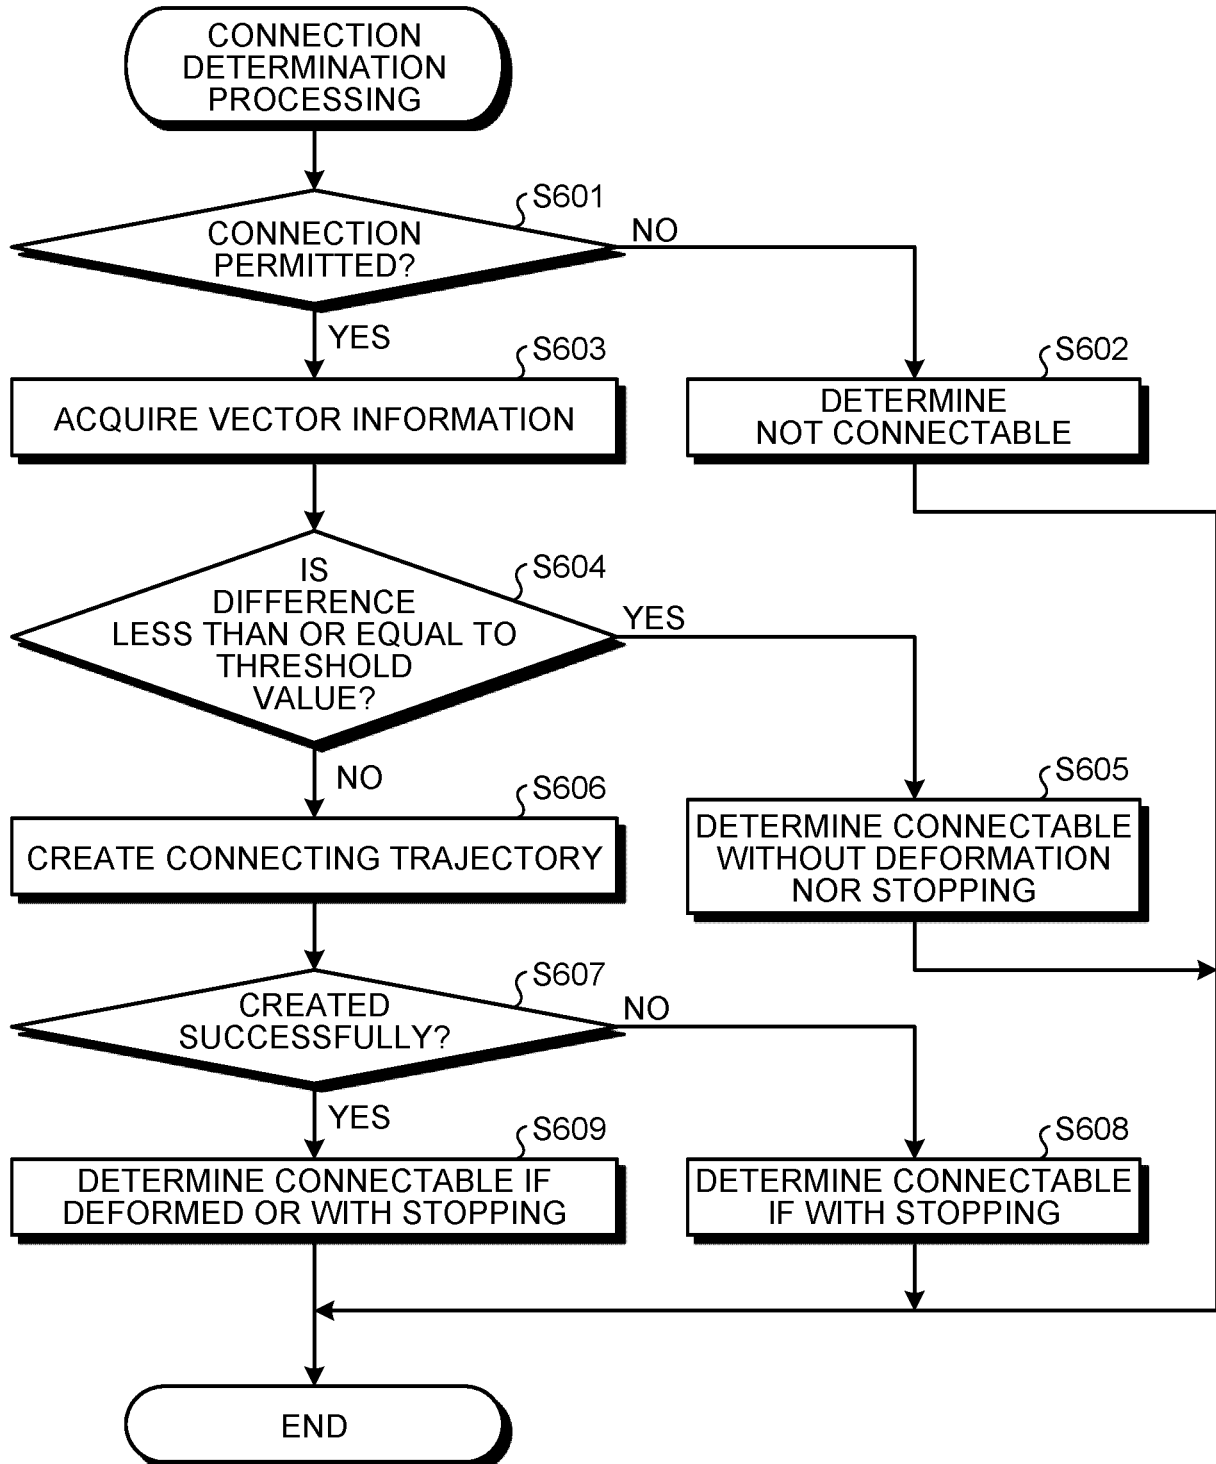 CONNECTION
DETERMINATION
PROCESSING
S601
CONNECTION
PERMITTED?
NO
YES
S603
ACQUIRE VECTOR INFORMATION
S602
DETERMINE
NOT CONNECTABLE
S604
IS
DIFFERENCE
LESS THAN OR EQUAL TO
THRESHOLD
VALUE?
YES
NO
S605
DETERMINE CONNECTABLE
WITHOUT DEFORMATION
NOR STOPPING
S606
CREATE CONNECTING TRAJECTORY
S607
CREATED
SUCCESSFULLY?
NO
YES
S609
DETERMINE CONNECTABLE IF
DEFORMED OR WITH STOPPING
S608
DETERMINE CONNECTABLE
IF WITH STOPPING
END